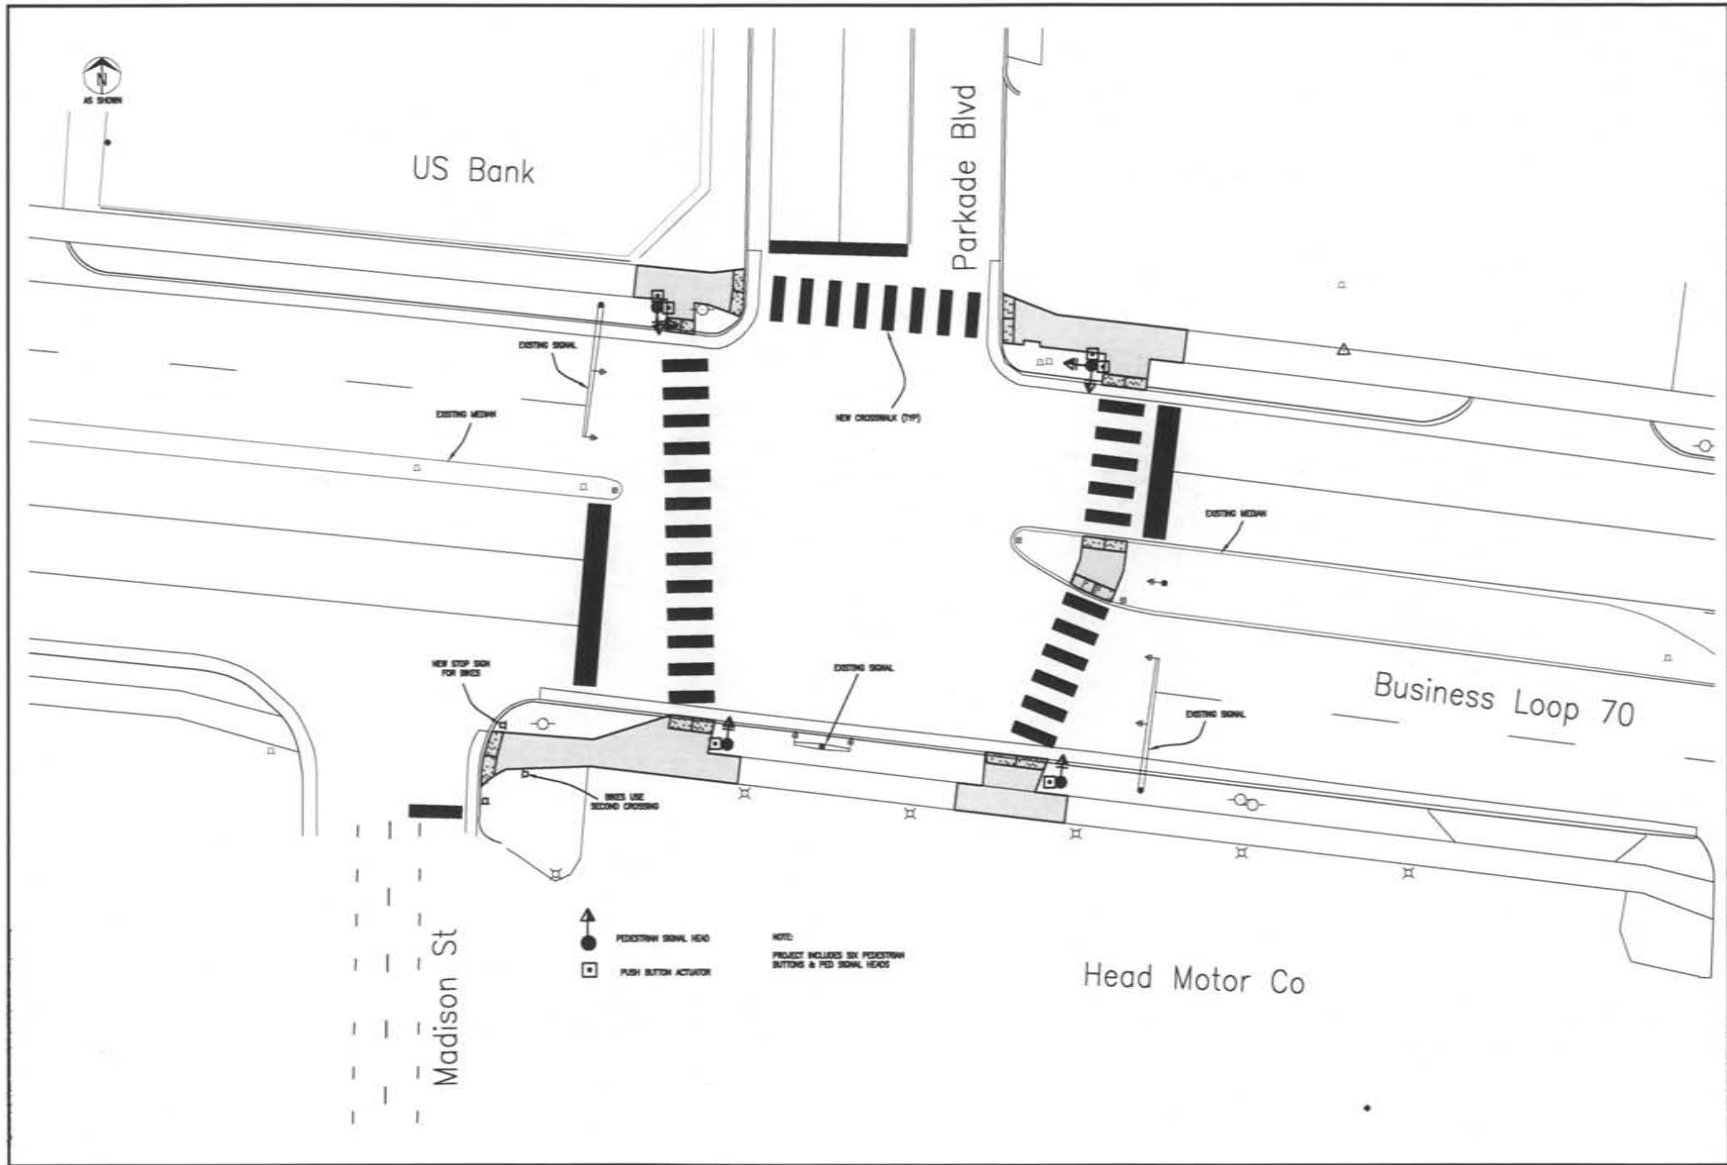 N
AS SHOWN
US Bank
Parkade Blvd
EXISTING SIGNAL
EXISTING MEDIAN
NEW CROSSWALK (TYP)
EXISTING MEDIAN
NEW STOP SIGN
FOR BIKES
EXISTING SIGNAL
Business Loop 70
EXISTING SIGNAL
BIKES USE
SECOND CROSSING
Madison St
PEDESTRIAN SIGNAL HEAD
PUSH BUTTON ACTUATOR
NOTE:
PROJECT INCLUDES SIX PEDESTRIAN
BUTTONS & PED SIGNAL HEADS
Head Motor Co